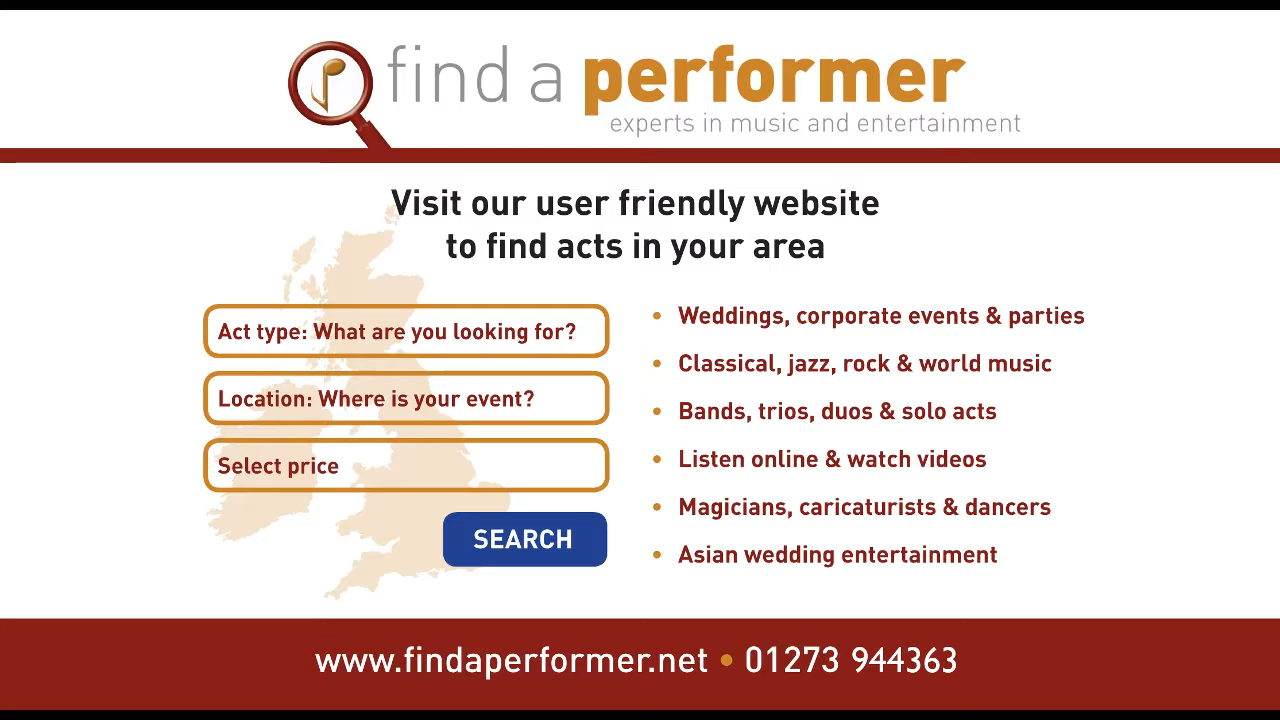 find a performer
experts in music and entertainment
Visit our user friendly website
to find acts in your area
Act type: What are you looking for?
Location: Where is your event?
Select price
SEARCH
• Weddings, corporate events & parties
• Classical, jazz, rock & world music
• Bands, trios, duos & solo acts
• Listen online & watch videos
• Magicians, caricaturists & dancers
• Asian wedding entertainment
www.findaperformer.net • 01273 944363